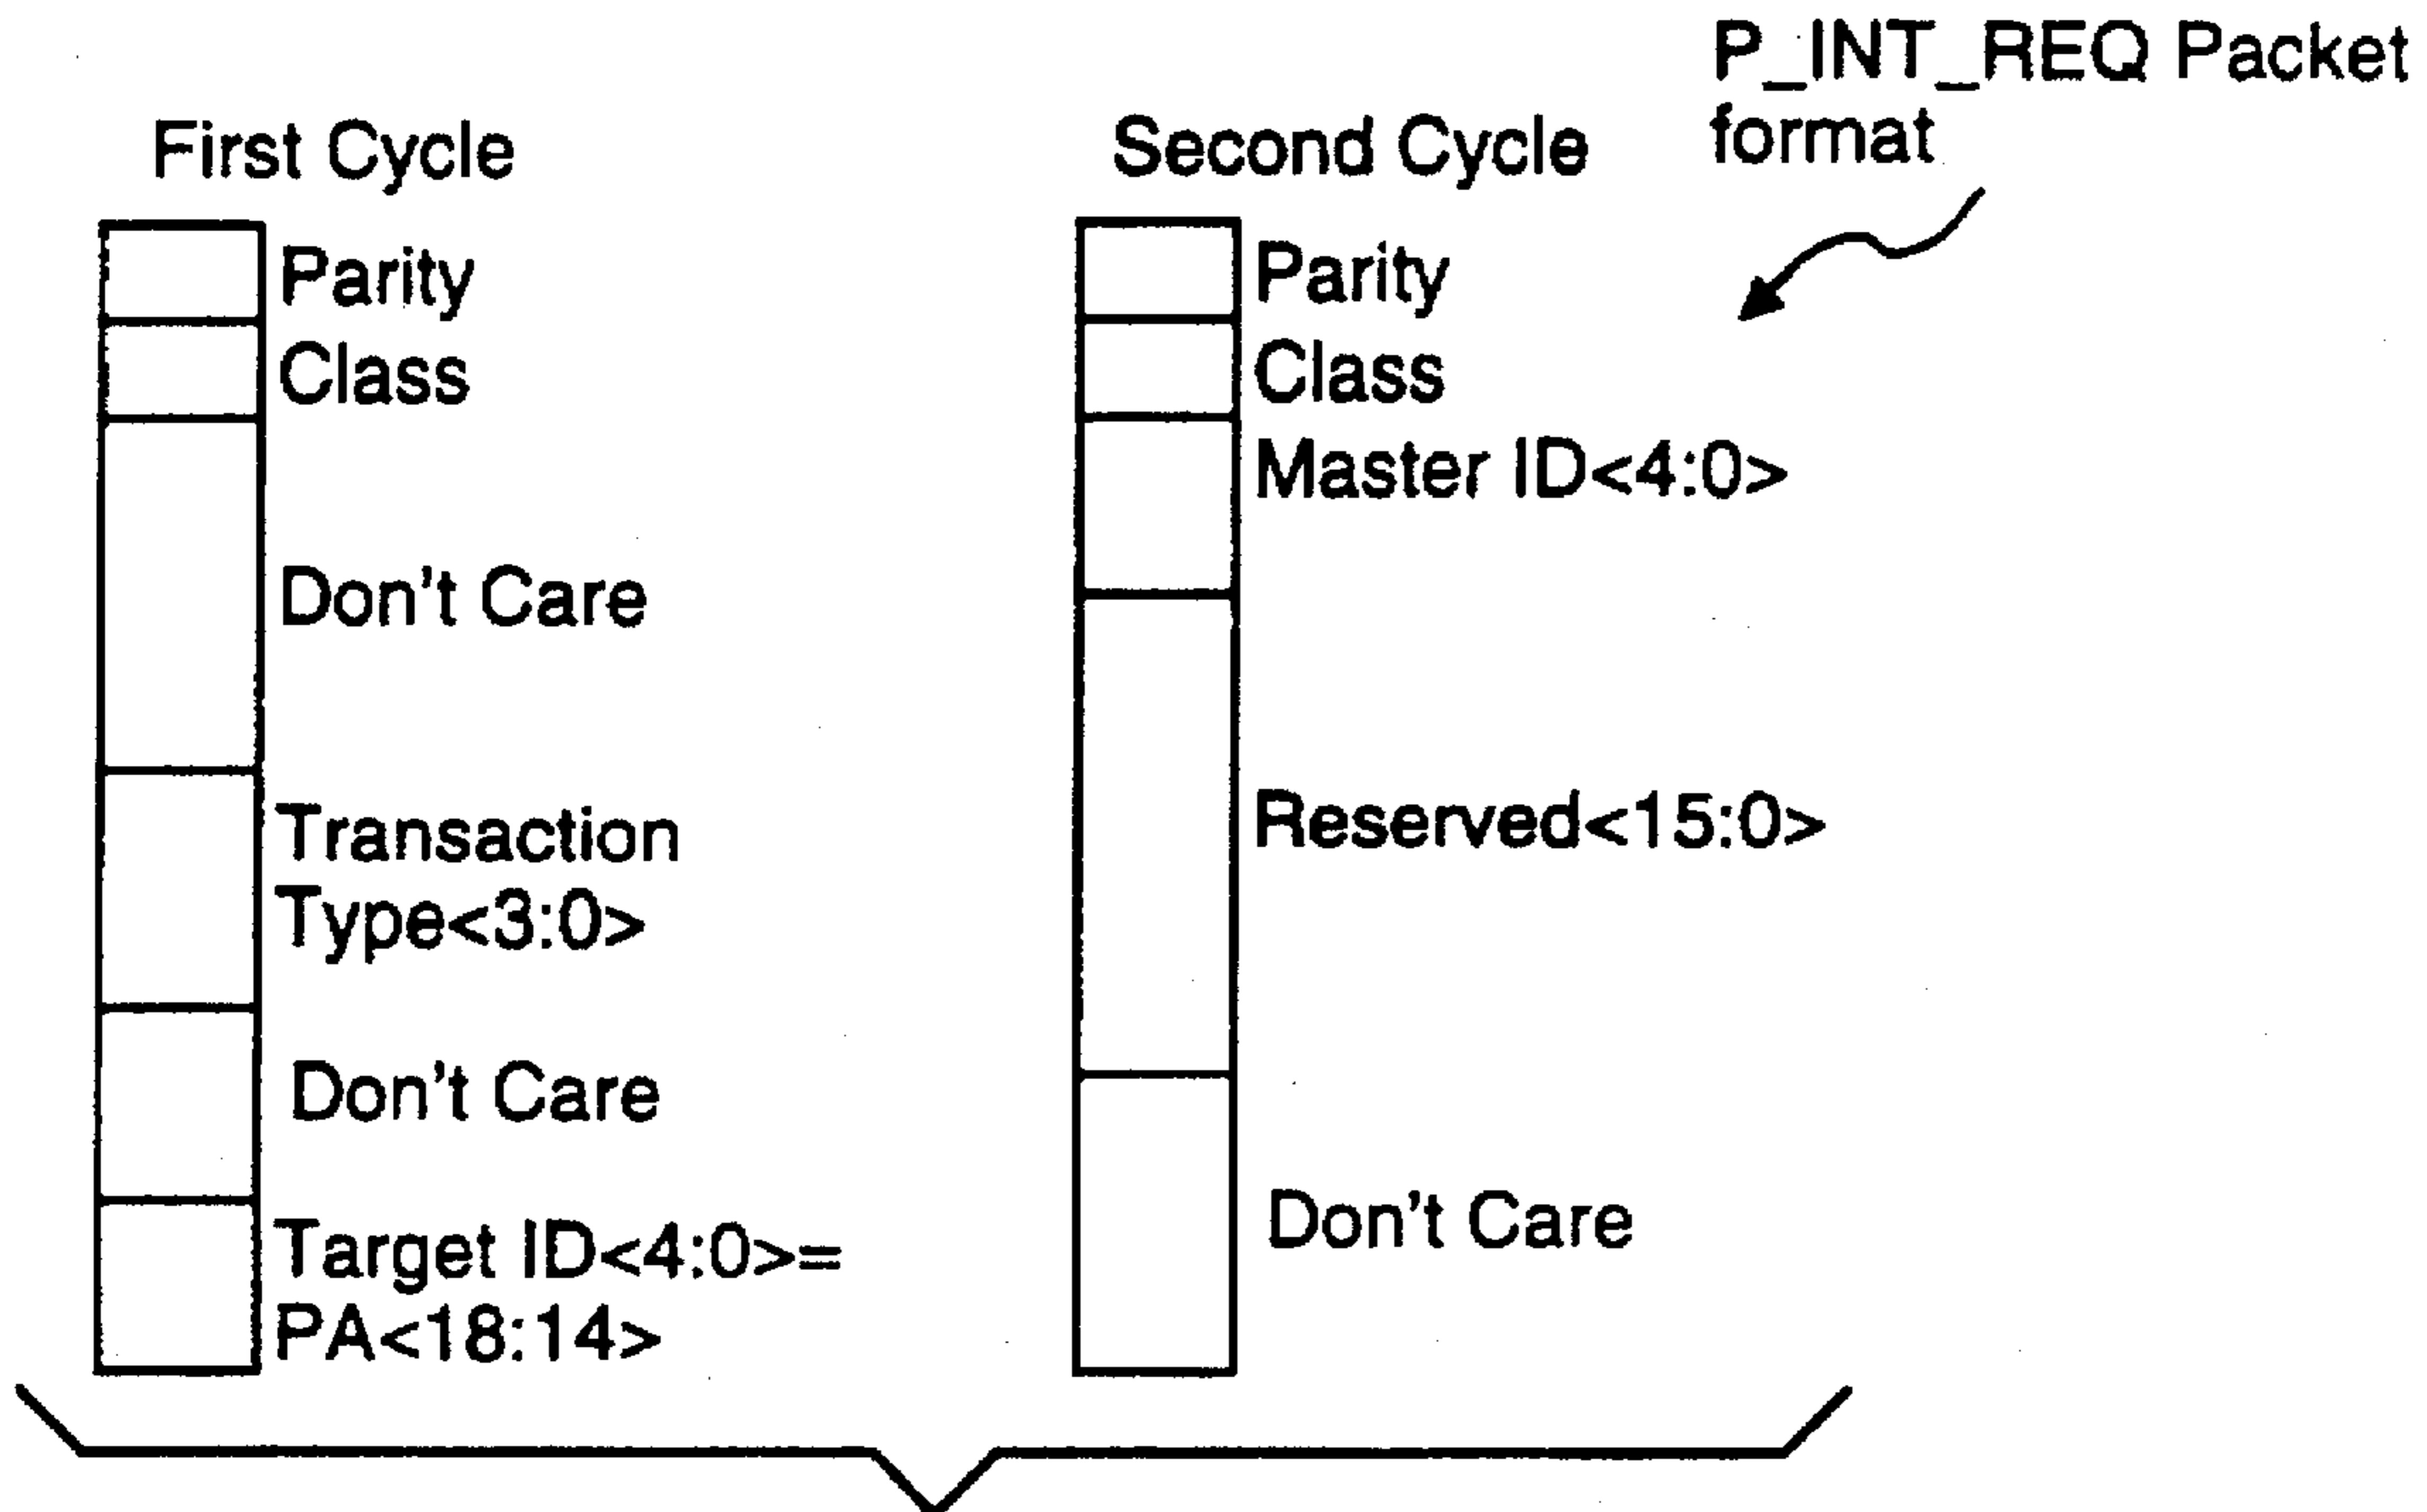 P_INT_REQ Packet
format
First Cycle
Parity
Class
Don't Care
Transaction
Type<3:0>
Don't Care
Target ID<4:0>=
PA<18:14>
Second Cycle
Parity
Class
Master ID<4:0>
Reserved<15:0>
Don't Care